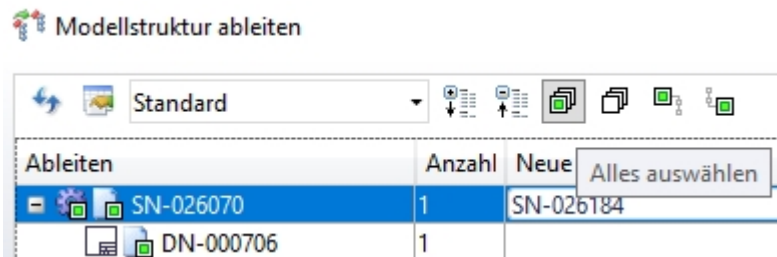 Modellstruktur ableiten
Standard
Ableiten Anzahl Neue
Alles auswählen
SN-026070 1 SN-026184
DN-000706 1